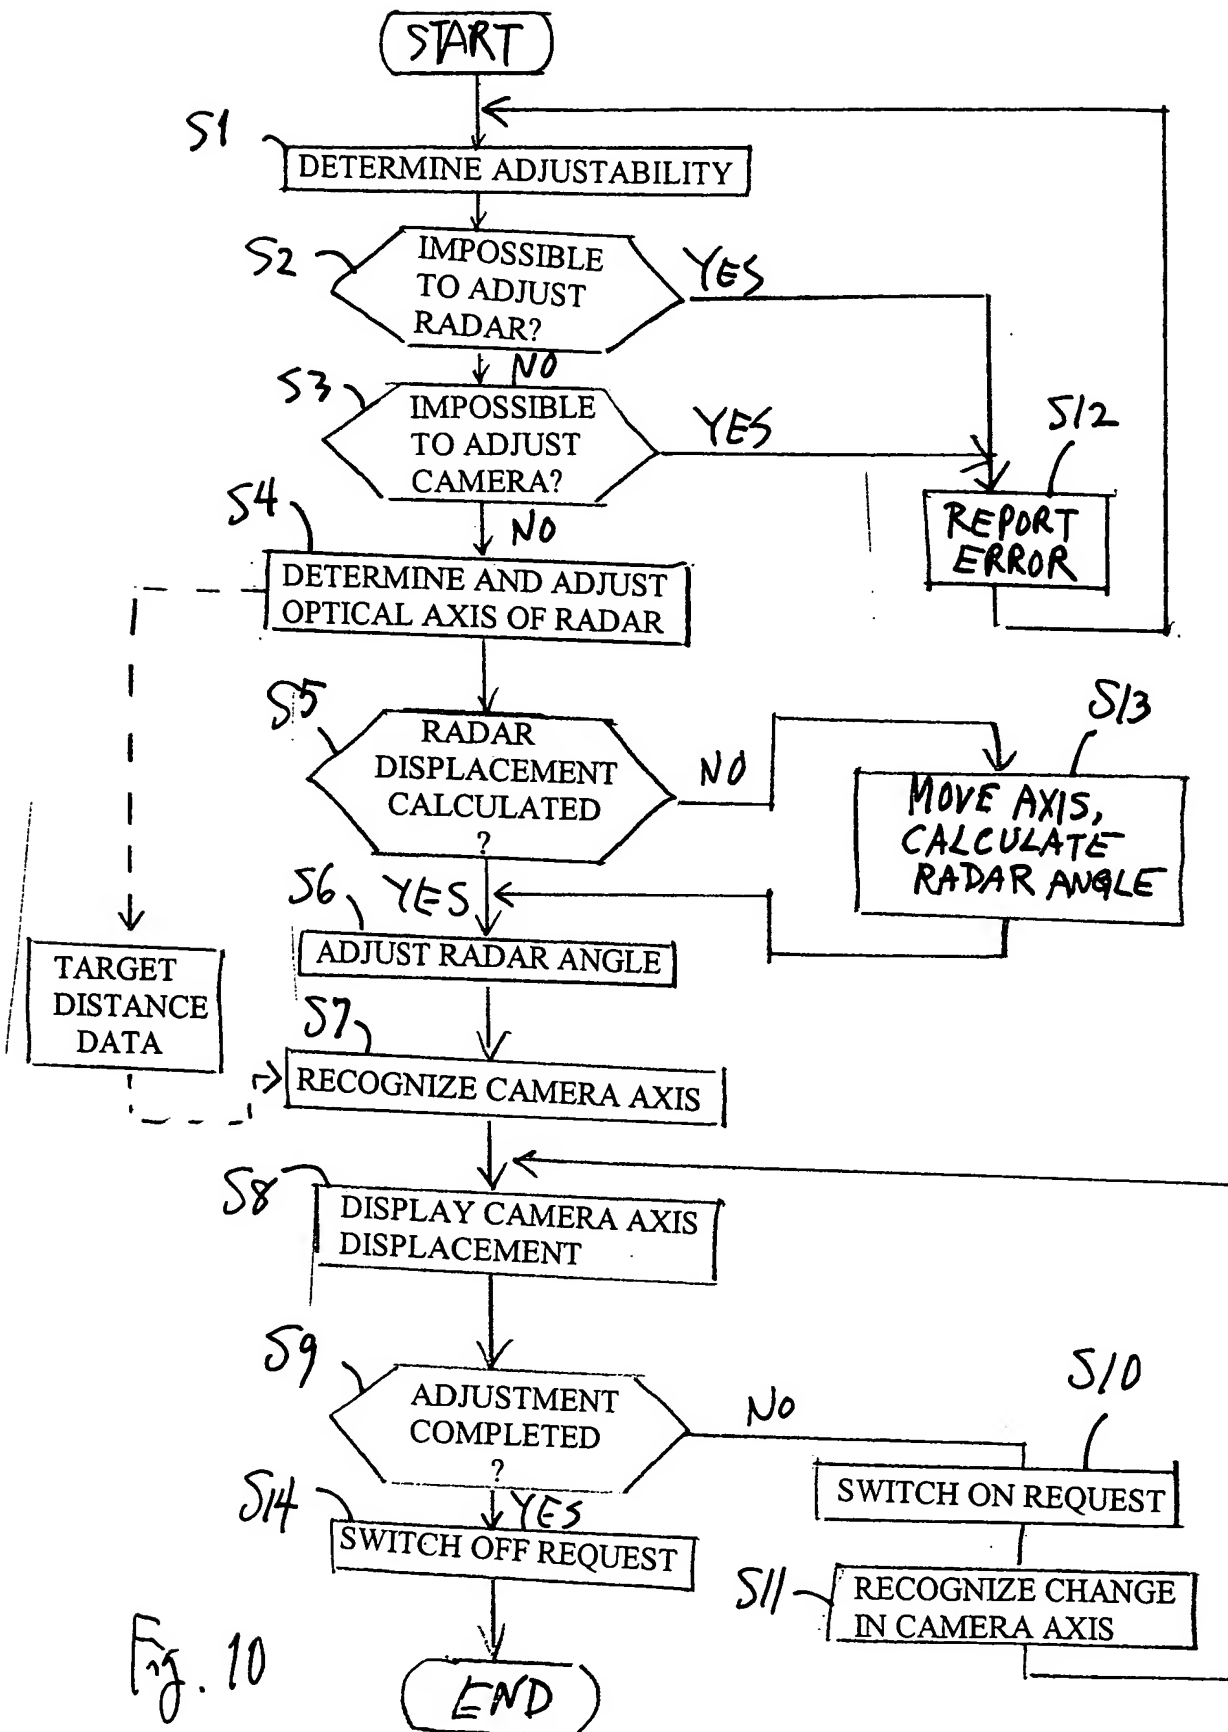 START
S1
DETERMINE ADJUSTABILITY
S2
IMPOSSIBLE
TO ADJUST
RADAR?
YES
NO
S3
IMPOSSIBLE
TO ADJUST
CAMERA?
YES
NO
S12
REPORT
ERROR
S4
DETERMINE AND ADJUST
OPTICAL AXIS OF RADAR
S5
RADAR
DISPLACEMENT
CALCULATED
?
NO
YES
S13
MOVE AXIS,
CALCULATE
RADAR ANGLE
S6
ADJUST RADAR ANGLE
TARGET
DISTANCE
DATA
S7
RECOGNIZE CAMERA AXIS
S8
DISPLAY CAMERA AXIS
DISPLACEMENT
S9
ADJUSTMENT
COMPLETED
?
NO
YES
S10
SWITCH ON REQUEST
S14
SWITCH OFF REQUEST
S11
RECOGNIZE CHANGE
IN CAMERA AXIS
END
Fig. 10